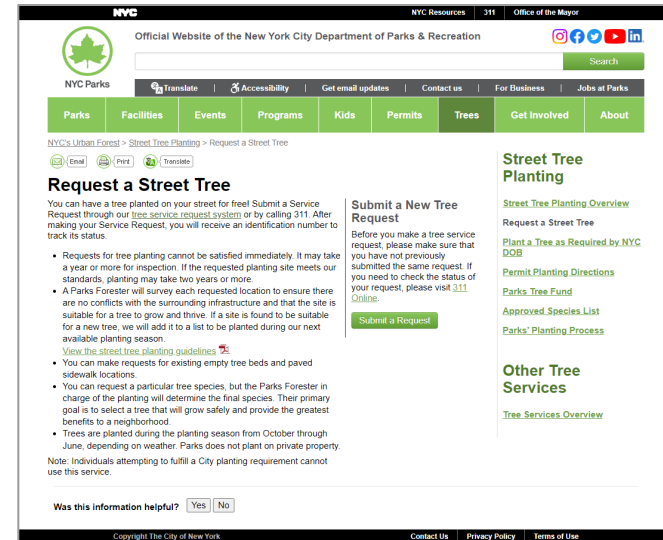 NYC
NYC Resources | 311 | Office of the Mayor
NYC Parks
Official Website of the New York City Department of Parks & Recreation
in
Search
Translate | Accessibility | Get email updates | Contact us | For Business | Jobs at Parks
Parks Facilities Events Programs Kids Permits Trees Get Involved About
NYC's Urban Forest > Street Tree Planting > Request a Street Tree
Email Print Translate
Request a Street Tree
You can have a tree planted on your street for free! Submit a Service
Request through our tree service request system or by calling 311. After
making your Service Request, you will receive an identification number to
track its status.
• Requests for tree planting cannot be satisfied immediately. It may take
a year or more for inspection. If the requested planting site meets our
standards, planting may take two years or more.
• A Parks Forester will survey each requested location to ensure there
are no conflicts with the surrounding infrastructure and that the site is
suitable for a tree to grow and thrive. If a site is found to be suitable
for a new tree, we will add it to a list to be planted during our next
available planting season.
View the street tree planting guidelines
• You can make requests for existing empty tree beds and paved
sidewalk locations.
• You can request a particular tree species, but the Parks Forester in
charge of the planting will determine the final species. Their primary
goal is to select a tree that will grow safely and provide the greatest
benefits to a neighborhood.
• Trees are planted during the planting season from October through
June, depending on weather. Parks does not plant on private property.
Note: Individuals attempting to fulfill a City planting requirement cannot
use this service.
Submit a New Tree
Request
Before you make a tree service
request, please make sure that
you have not previously
submitted the same request. If
you need to check the status of
your request, please visit 311
Online.
Submit a Request
Street Tree
Planting
Street Tree Planting Overview
Request a Street Tree
Plant a Tree as Required by NYC
DOB
Permit Planting Directions
Parks Tree Fund
Approved Species List
Parks' Planting Process
Other Tree
Services
Tree Services Overview
Was this information helpful? Yes No
Copyright The City of New York
Contact Us Privacy Policy Terms of Use